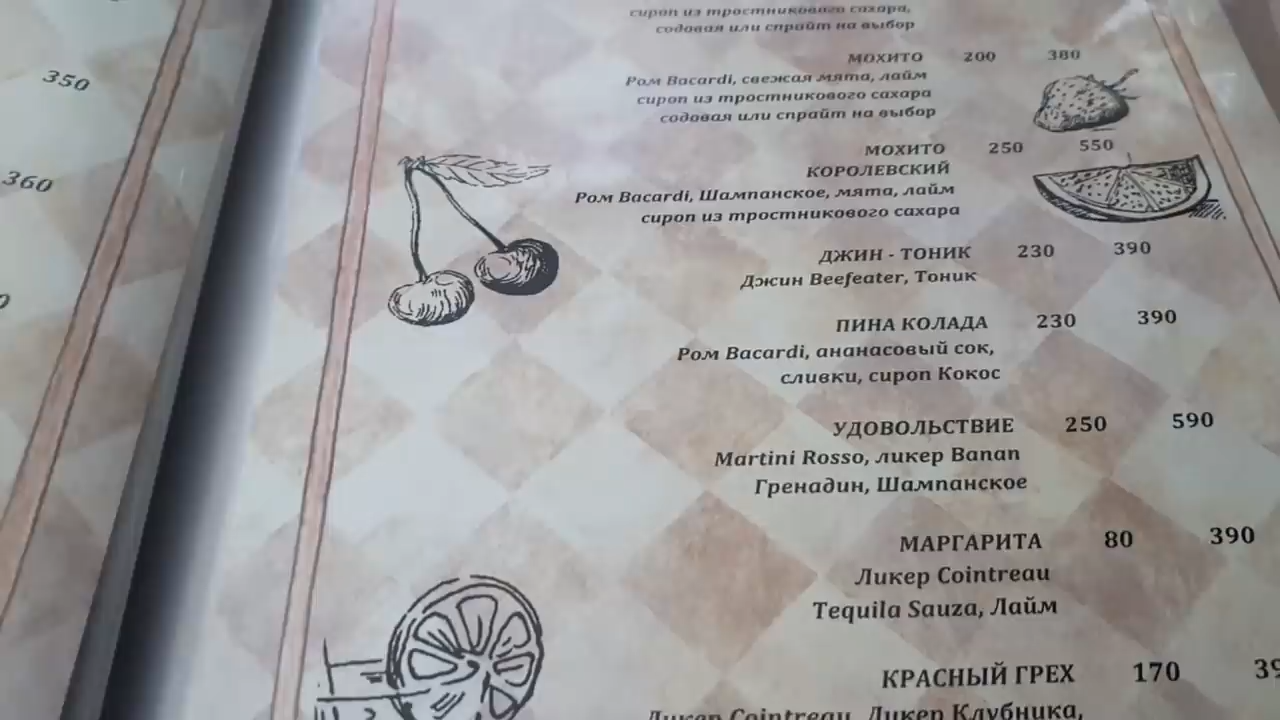 350
360
сироп из тростникового сахара,
содовая или спрайт на выбор
МОХИТО 200 380
Ром Bacardi, свежая мята, лайм
сироп из тростникового сахара
содовая или спрайт на выбор
МОХИТО 250 550
КОРОЛЕВСКИЙ
Ром Bacardi, Шампанское, мята, лайм
сироп из тростникового сахара
ДЖИН - ТОНИК 230 390
Джин Beefeater, Тоник
ПИНА КОЛАДА 230 390
Ром Bacardi, ананасовый сок,
сливки, сироп Кокос
УДОВОЛЬСТВИЕ 250 590
Martini Rosso, ликер Banan
Гренадин, Шампанское
МАРГАРИТА 80 390
Ликер Cointreau
Tequila Sauza, Лайм
КРАСНЫЙ ГРЕХ 170
Ликер Cointreau, Ликер Клубника,